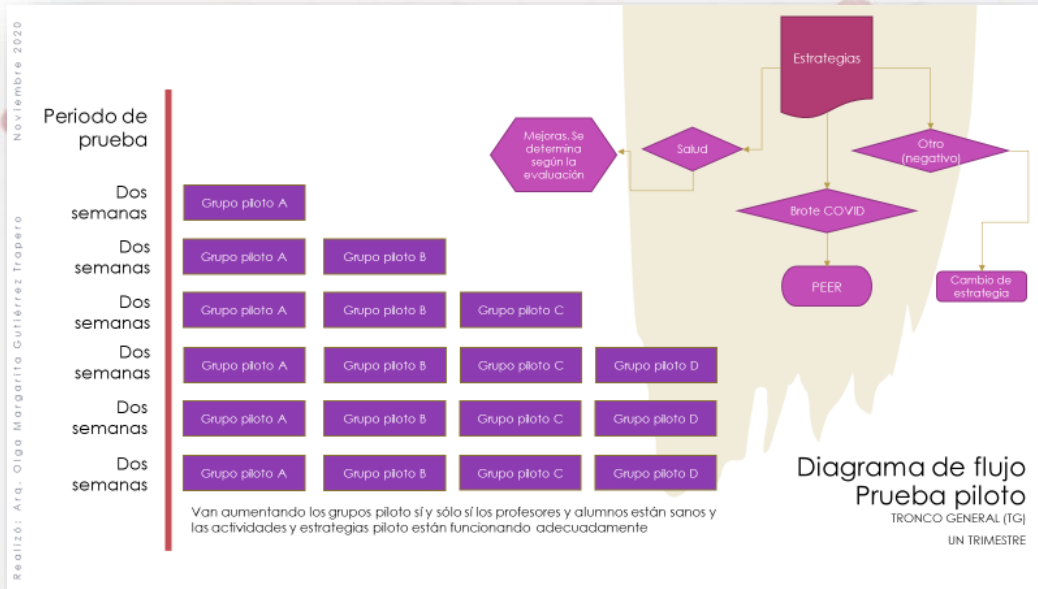 Noviembre 2020
Realizó: Arq. Olga Margarita Gutiérrez Trapero
Periodo de
prueba
Dos
semanas
Grupo piloto A
Dos
semanas
Grupo piloto A
Grupo piloto B
Dos
semanas
Grupo piloto A
Grupo piloto B
Grupo piloto C
Dos
semanas
Grupo piloto A
Grupo piloto B
Grupo piloto C
Grupo piloto D
Dos
semanas
Grupo piloto A
Grupo piloto B
Grupo piloto C
Grupo piloto D
Dos
semanas
Grupo piloto A
Grupo piloto B
Grupo piloto C
Grupo piloto D
Van aumentando los grupos piloto sí y sólo sí los profesores y alumnos están sanos y
las actividades y estrategias piloto están funcionando adecuadamente
Estrategias
Mejoras. Se
determina
según la
evaluación
Salud
Otro
(negativo)
Brote COVID
PEER
Cambio de
estrategia
Diagrama de flujo
Prueba piloto
TRONCO GENERAL (TG)
UN TRIMESTRE